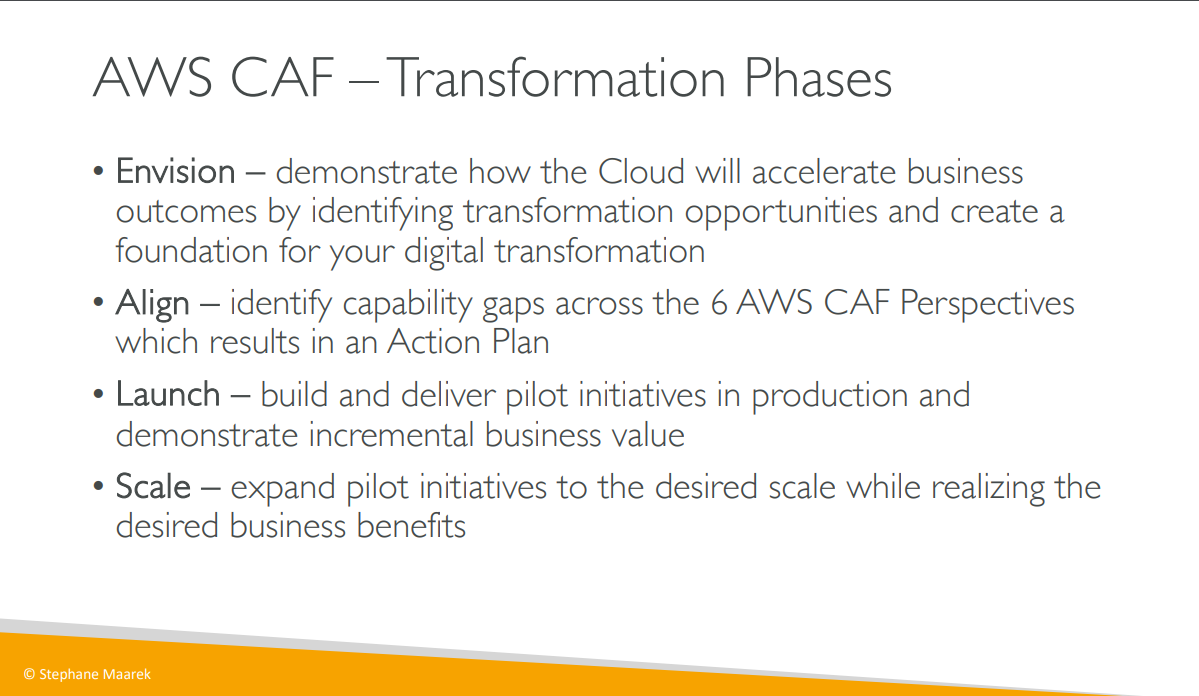 AWS CAF – Transformation Phases
• Envision – demonstrate how the Cloud will accelerate business
outcomes by identifying transformation opportunities and create a
foundation for your digital transformation
• Align – identify capability gaps across the 6 AWS CAF Perspectives
which results in an Action Plan
• Launch – build and deliver pilot initiatives in production and
demonstrate incremental business value
• Scale – expand pilot initiatives to the desired scale while realizing the
desired business benefits
© Stephane Maarek